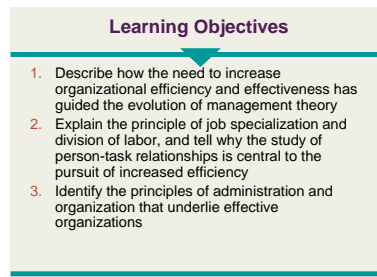 Learning Objectives
1. Describe how the need to increase
organizational efficiency and effectiveness has
guided the evolution of management theory
2. Explain the principle of job specialization and
division of labor, and tell why the study of
person-task relationships is central to the
pursuit of increased efficiency
3. Identify the principles of administration and
organization that underlie effective
organizations